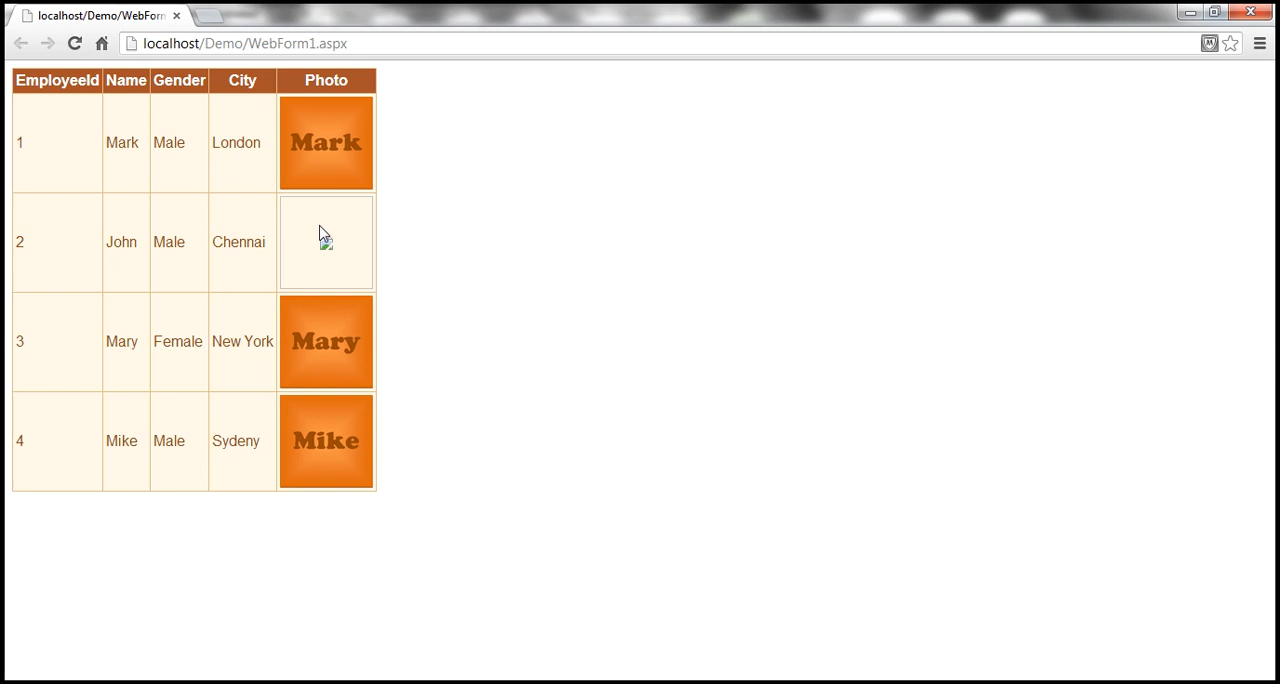 localhost/Demo/WebForm
localhost/Demo/WebForm1.aspx
EmployeeId Name Gender City Photo
1 Mark Male London Mark
2 John Male Chennai
3 Mary Female New York Mary
4 Mike Male Sydeny Mike